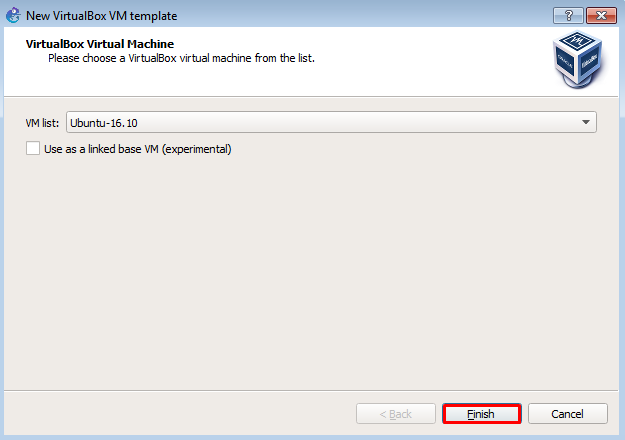 New VirtualBox VM template
?
VirtualBox Virtual Machine
Please choose a VirtualBox virtual machine from the list.
VM list: Ubuntu-16.10
Use as a linked base VM (experimental)
< Back Finish Cancel